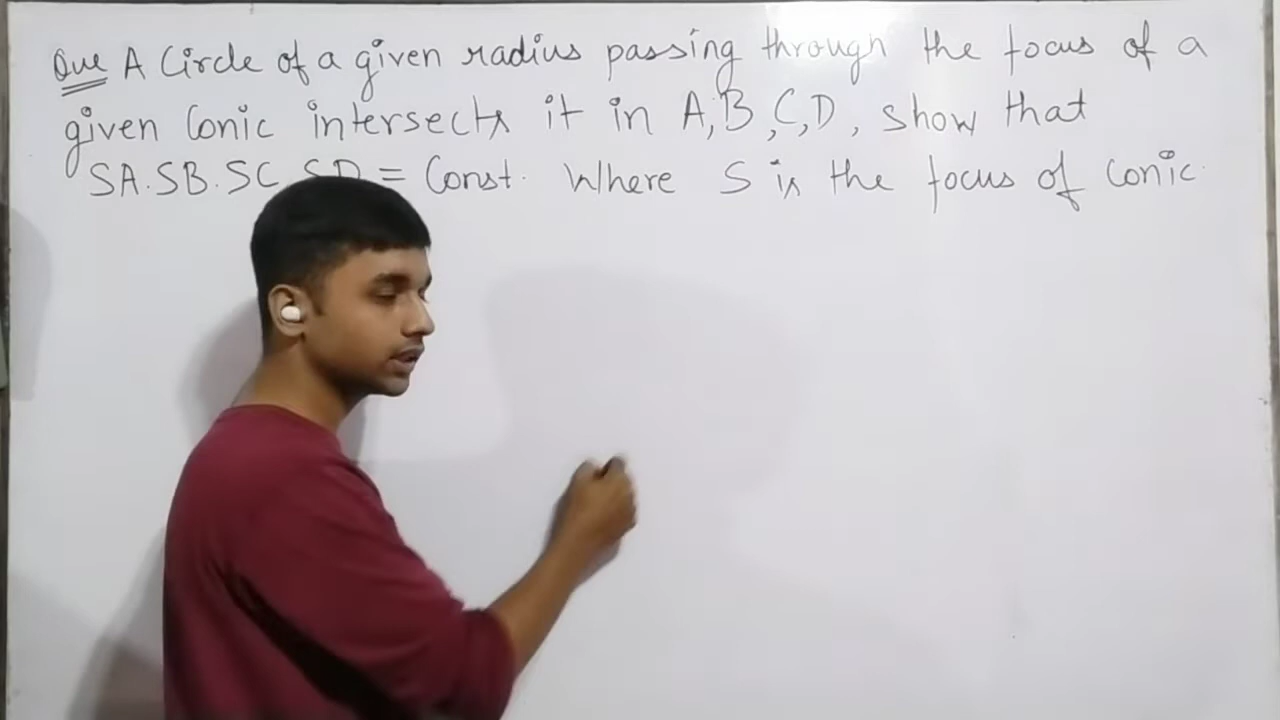 Que A Circle of a given radius passing through the focus of a
given Conic intersects it in A,B,C,D, show that
SA.SB.SC.SD = Const. Where S is the focus of Conic.